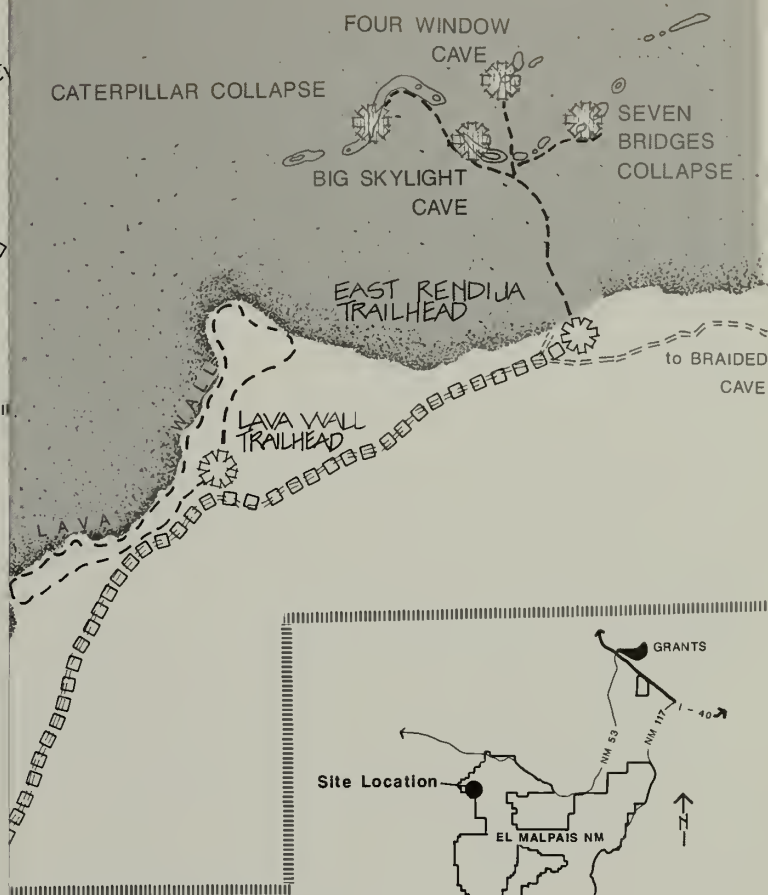 FOUR WINDOW
CAVE
CATERPILLAR COLLAPSE
SEVEN
BRIDGES
COLLAPSE
BIG SKYLIGHT
CAVE
EAST RENDIJA
TRAILHEAD
to BRAIDED
CAVE
WALL
LAVA WALL
TRAILHEAD
LAVA
GRANTS
I-40
NM 53
NM 117
Site Location
EL MALPAIS NM
N